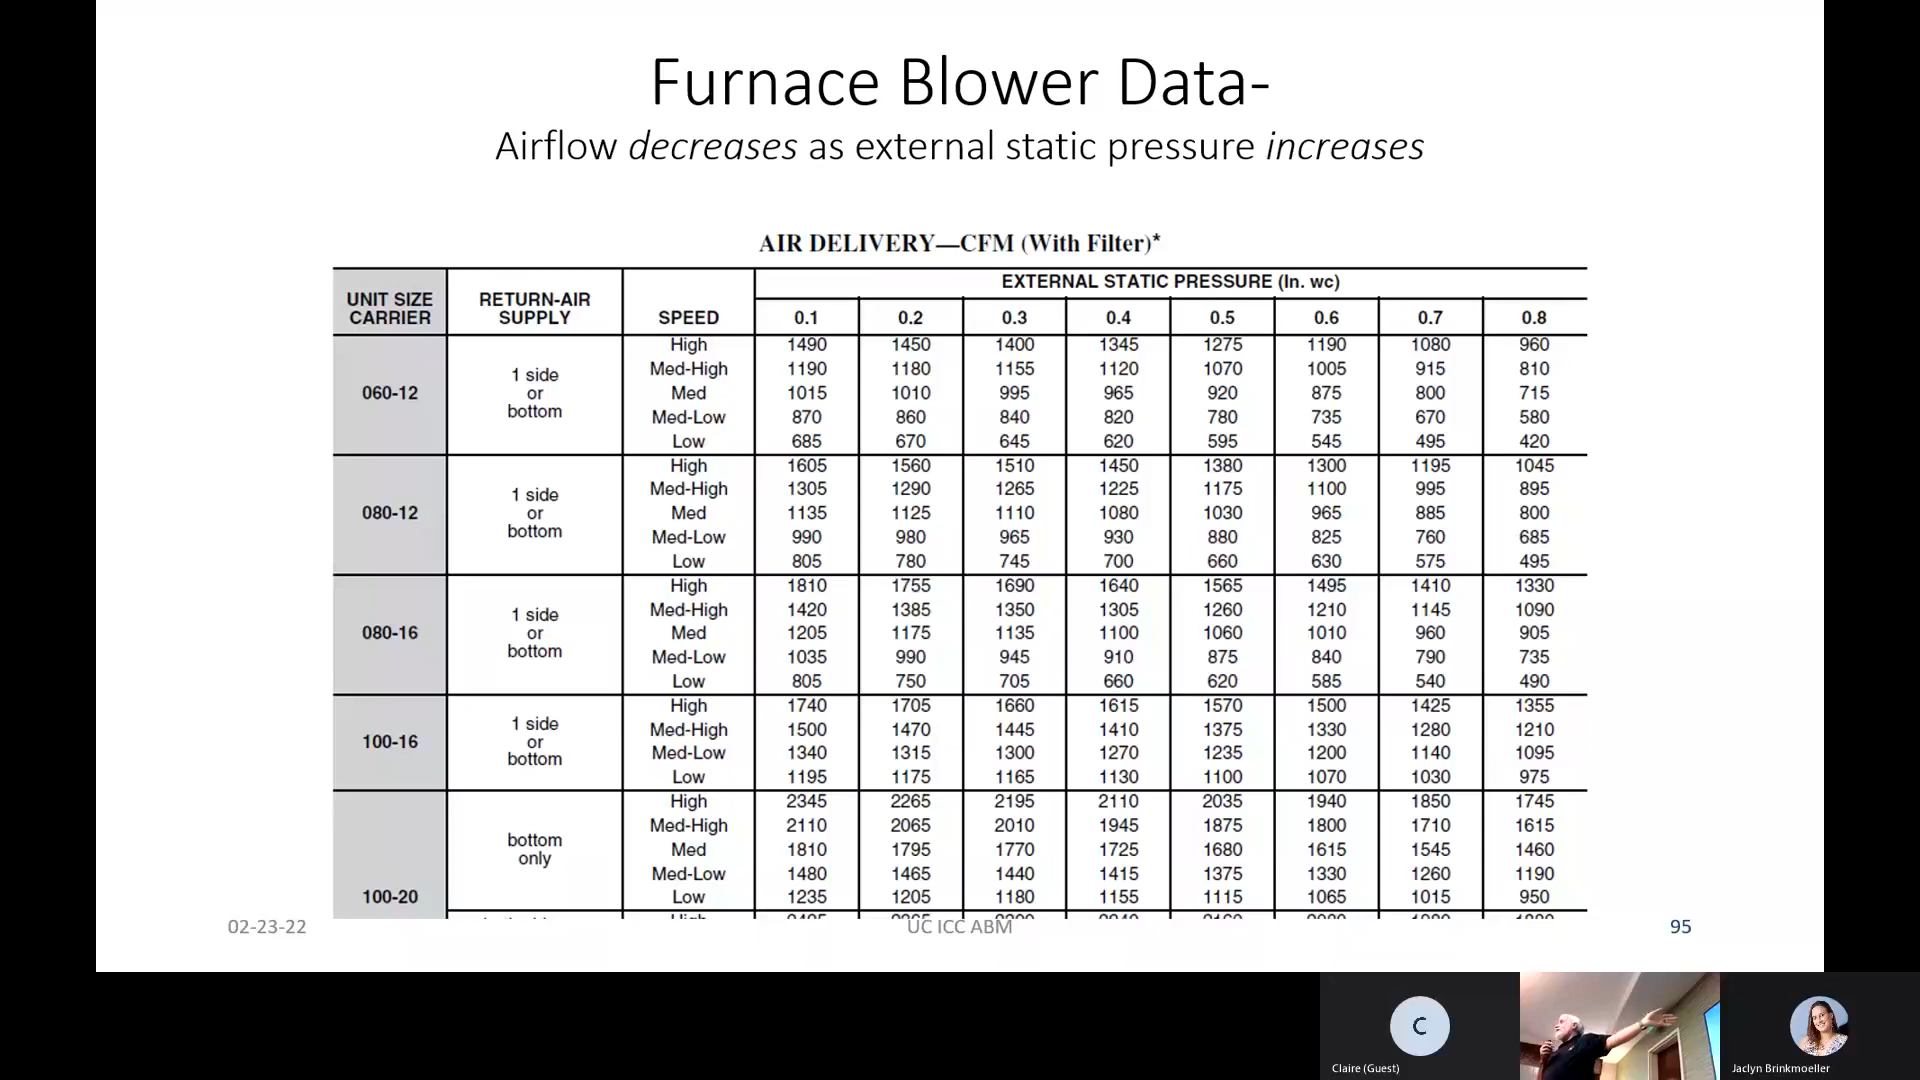 Furnace Blower Data-
Airflow decreases as external static pressure increases
AIR DELIVERY—CFM (With Filter)*
EXTERNAL STATIC PRESSURE (In. wc)
UNIT SIZE CARRIER RETURN-AIR SUPPLY SPEED 0.1 0.2 0.3 0.4 0.5 0.6 0.7 0.8
060-12
1 side
or
bottom
High 1490 1450 1400 1345 1275 1190 1080 960
Med-High 1190 1180 1155 1120 1070 1005 915 810
Med 1015 1010 995 965 920 875 800 715
Med-Low 870 860 840 820 780 735 670 580
Low 685 670 645 620 595 545 495 420
080-12
1 side
or
bottom
High 1605 1560 1510 1450 1380 1300 1195 1045
Med-High 1305 1290 1265 1225 1175 1100 995 895
Med 1135 1125 1110 1080 1030 965 885 800
Med-Low 990 980 965 930 880 825 760 685
Low 805 780 745 700 660 630 575 495
080-16
1 side
or
bottom
High 1810 1755 1690 1640 1565 1495 1410 1330
Med-High 1420 1385 1350 1305 1260 1210 1145 1090
Med 1205 1175 1135 1100 1060 1010 960 905
Med-Low 1035 990 945 910 875 840 790 735
Low 805 750 705 660 620 585 540 490
100-16
1 side
or
bottom
High 1740 1705 1660 1615 1570 1500 1425 1355
Med-High 1500 1470 1445 1410 1375 1330 1280 1210
Med-Low 1340 1315 1300 1270 1235 1200 1140 1095
Low 1195 1175 1165 1130 1100 1070 1030 975
100-20
bottom
only
High 2345 2265 2195 2110 2035 1940 1850 1745
Med-High 2110 2065 2010 1945 1875 1800 1710 1615
Med 1810 1795 1770 1725 1680 1615 1545 1460
Med-Low 1480 1465 1440 1415 1375 1330 1260 1190
Low 1235 1205 1180 1155 1115 1065 1015 950
02-23-22
UC ICC ABM
95
C
Claire (Guest)
Jaclyn Brinkmoeller